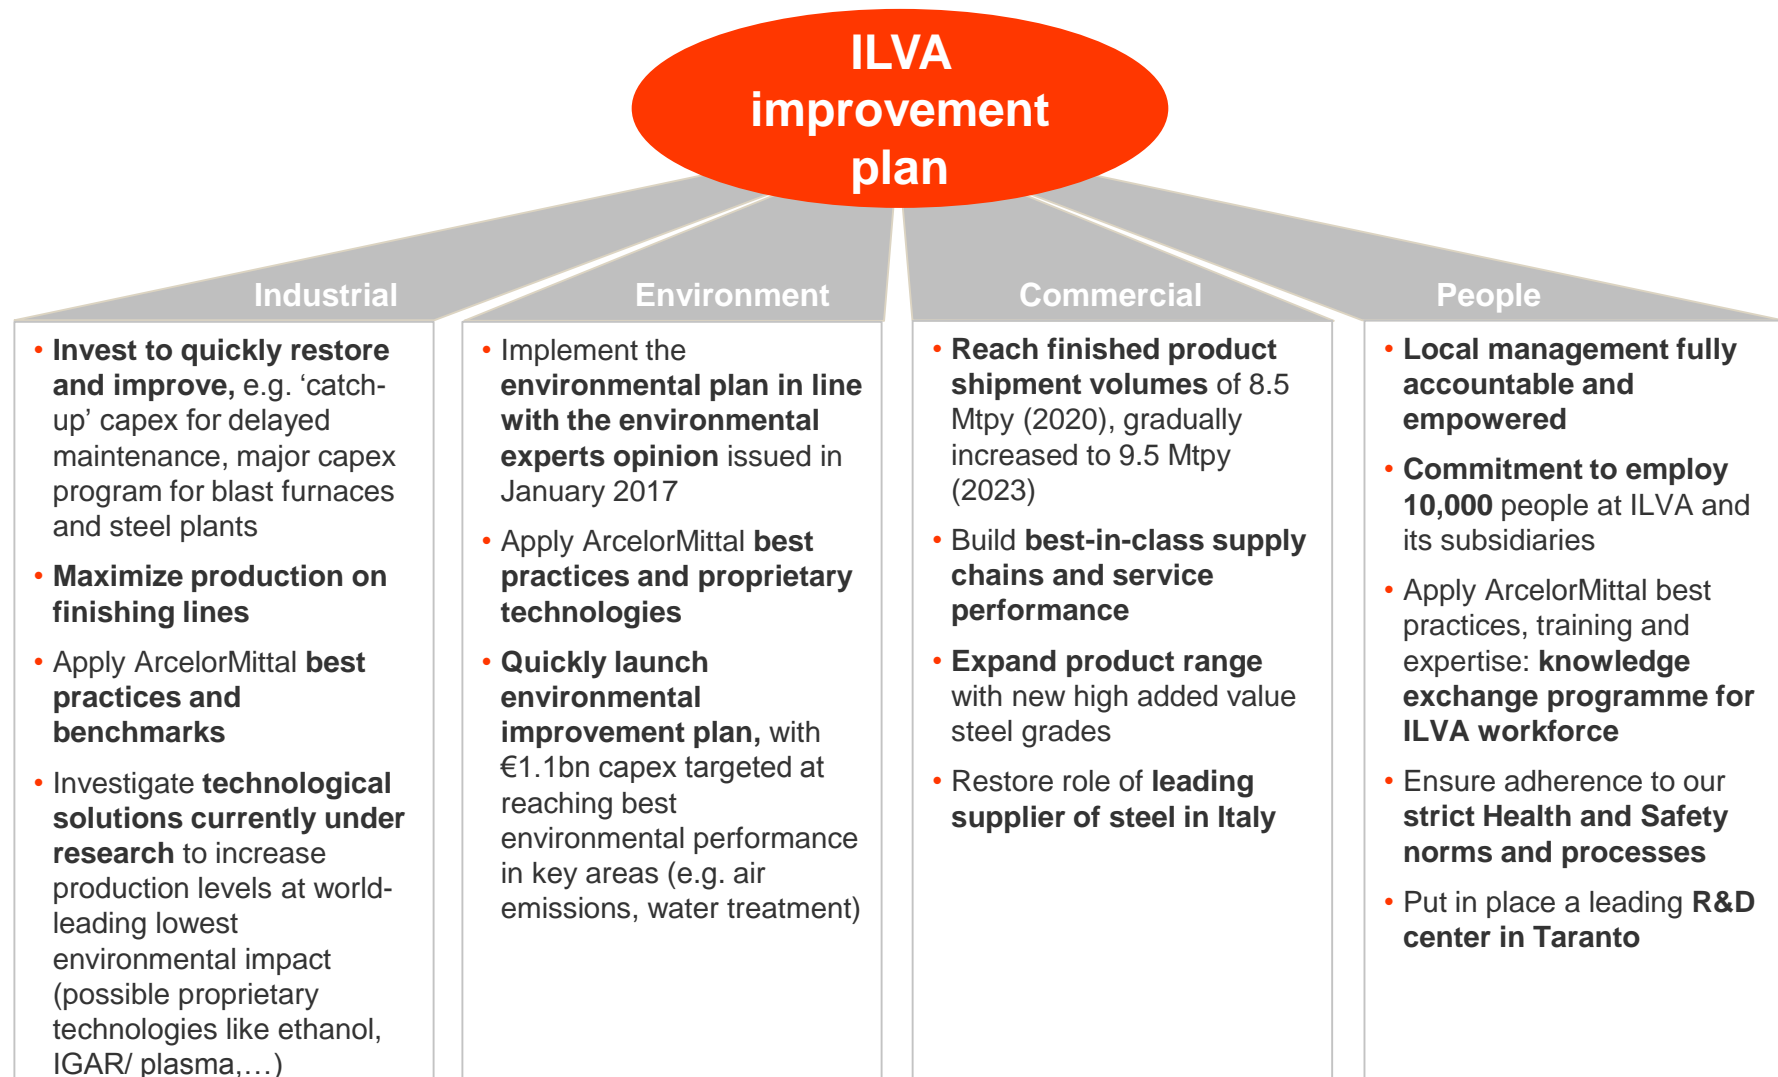 ILVA
improvement
plan
Industrial
• Invest to quickly restore
and improve, e.g. ‘catch-
up’ capex for delayed
maintenance, major capex
program for blast furnaces
and steel plants
• Maximize production on
finishing lines
• Apply ArcelorMittal best
practices and
benchmarks
• Investigate technological
solutions currently under
research to increase
production levels at world-
leading lowest
environmental impact
(possible proprietary
technologies like ethanol,
IGAR/ plasma,…)
Environment
• Implement the
environmental plan in line
with the environmental
experts opinion issued in
January 2017
• Apply ArcelorMittal best
practices and proprietary
technologies
• Quickly launch
environmental
improvement plan, with
€1.1bn capex targeted at
reaching best
environmental performance
in key areas (e.g. air
emissions, water treatment)
Commercial
• Reach finished product
shipment volumes of 8.5
Mtpy (2020), gradually
increased to 9.5 Mtpy
(2023)
• Build best-in-class supply
chains and service
performance
• Expand product range
with new high added value
steel grades
• Restore role of leading
supplier of steel in Italy
People
• Local management fully
accountable and
empowered
• Commitment to employ
10,000 people at ILVA and
its subsidiaries
• Apply ArcelorMittal best
practices, training and
expertise: knowledge
exchange programme for
ILVA workforce
• Ensure adherence to our
strict Health and Safety
norms and processes
• Put in place a leading R&D
center in Taranto